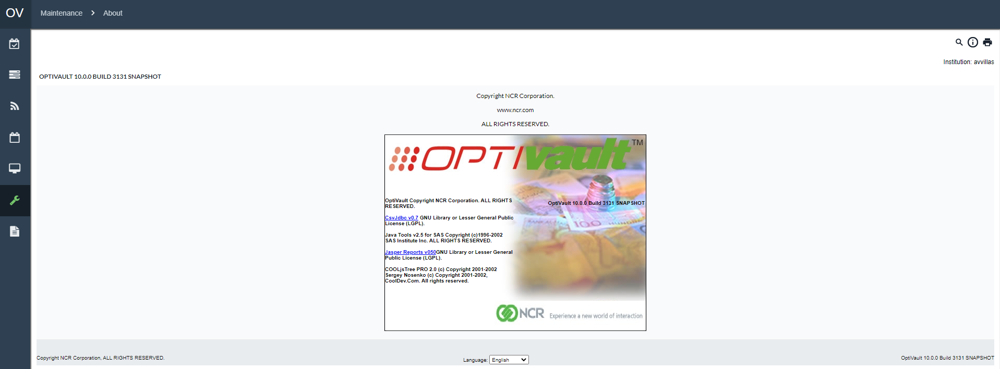 OV
Maintenance > About
Institution: avvillas
OPTIVAULT 10.0.0 BUILD 3131 SNAPSHOT
Copyright NCR Corporation.
www.ncr.com
ALL RIGHTS RESERVED.
OPTIvault TM
OptiVault Copyright NCR Corporation. ALL RIGHTS
RESERVED.
OptiVault 10.0.0 Build 3131 SNAPSHOT
CsvJdbc v0.7 GNU Library or Lesser General Public
License (LGPL).
100
Java Tools v2.5 for SAS Copyright (c)1996-2002
SAS Institute Inc. ALL RIGHTS RESERVED.
Jasper Reports v050GNU Library or Lesser General
Public License (LGPL).
COOLjsTree PRO 2.0 (c) Copyright 2001-2002
Sergey Nosenko (c) Copyright 2001-2002,
CoolDev.Com. All rights reserved.
NCR Experience a new world of interaction
Copyright NCR Corporation, ALL RIGHTS RESERVED.
Language: English
OptiVault 10.0.0 Build 3131 SNAPSHOT